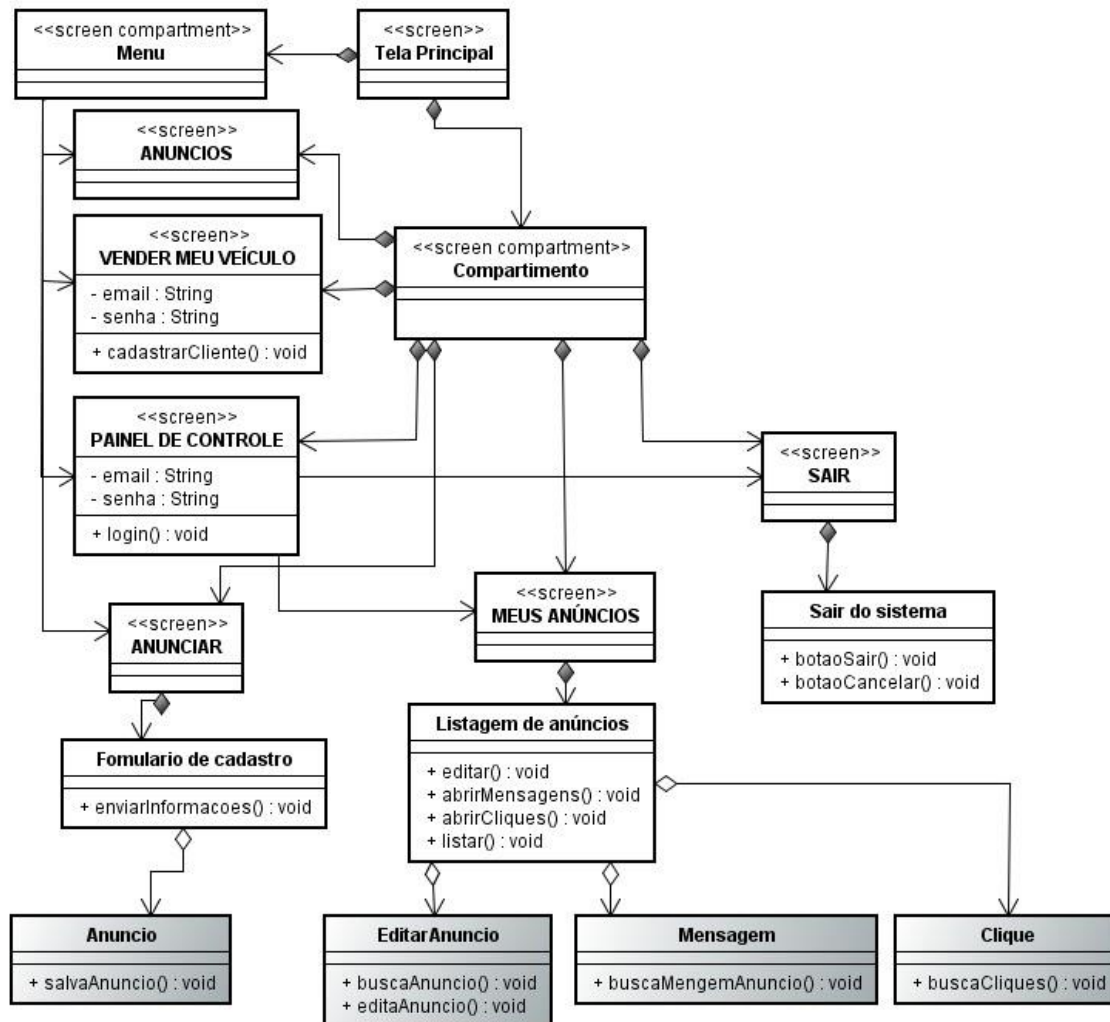 <<screen compartment>>
Menu
<<screen>>
Tela Principal
<<screen>>
ANUNCIOS
<<screen>>
VENDER MEU VEÍCULO
- email : String
- senha : String
+ cadastrarCliente() : void
<<screen compartment>>
Compartimento
<<screen>>
PAINEL DE CONTROLE
- email : String
- senha : String
+ login() : void
<<screen>>
SAIR
<<screen>>
ANUNCIAR
<<screen>>
MEUS ANÚNCIOS
Sair do sistema
+ botaoSair() : void
+ botaoCancelar() : void
Fomulario de cadastro
+ enviarInformacoes() : void
Listagem de anúncios
+ editar() : void
+ abrirMensagens() : void
+ abrirCliques() : void
+ listar() : void
Anuncio
+ salvaAnuncio() : void
EditarAnuncio
+ buscaAnuncio() : void
+ editaAnuncio() : void
Mensagem
+ buscaMengemAnuncio() : void
Clique
+ buscaCliques() : void